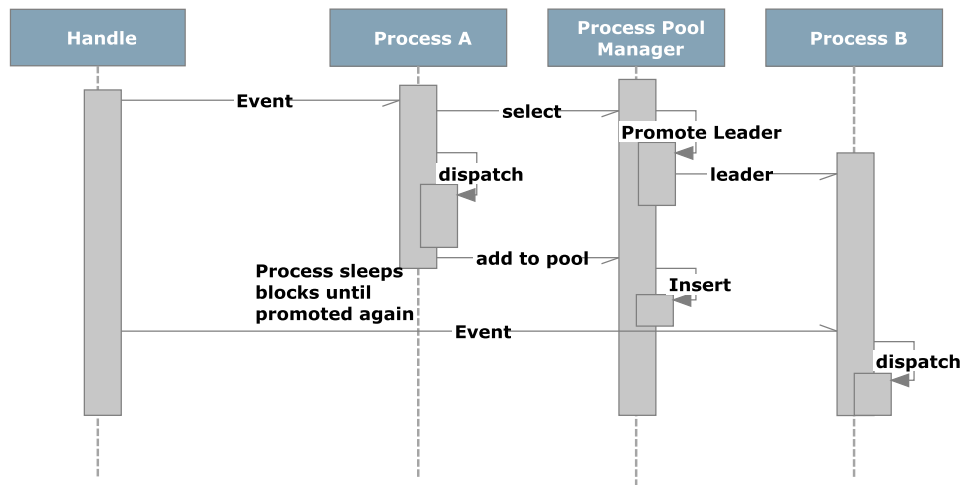 Handle
Process A
Process Pool
Manager
Process B
Event
select
Promote Leader
dispatch
leader
add to pool
Process sleeps
blocks until
promoted again
Insert
Event
dispatch